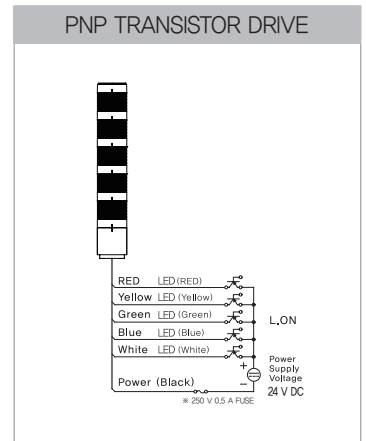 PNP TRANSISTOR DRIVE
RED LED (RED)
Yellow LED (Yellow)
Green LED (Green)
L.ON
Blue LED (Blue)
White LED (White)
Power
+ Supply
Voltage
Power (Black) − 24 V DC
※ 250 V 0.5 A FUSE